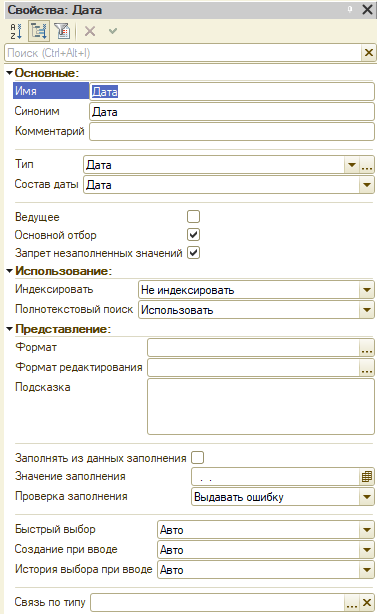 Свойства: Дата
Поиск (Ctrl+Alt+I)
Основные:
Имя Дата
Синоним Дата
Комментарий
Тип Дата ...
Состав даты Дата
Ведущее
Основной отбор
Запрет незаполненных значений
Использование:
Индексировать Не индексировать
Полнотекстовый поиск Использовать
Представление:
Формат ...
Формат редактирования ...
Подсказка
Заполнять из данных заполнения
Значение заполнения . .
Проверка заполнения Выдавать ошибку
Быстрый выбор Авто
Создание при вводе Авто
История выбора при вводе Авто
Связь по типу ...